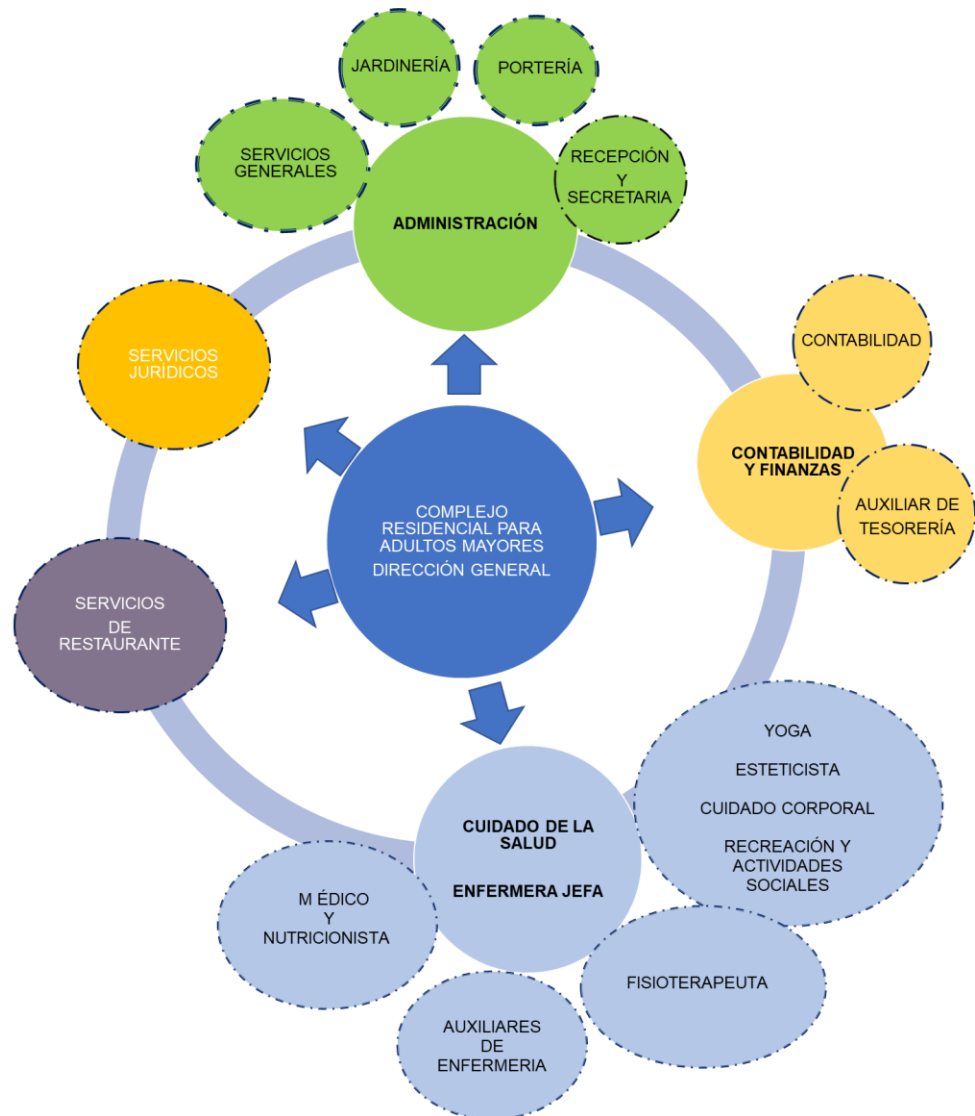 JARDINERÍA
PORTERÍA
SERVICIOS
GENERALES
RECEPCIÓN
Y
SECRETARIA
ADMINISTRACIÓN
SERVICIOS
JURÍDICOS
CONTABILIDAD
CONTABILIDAD
Y FINANZAS
AUXILIAR DE
TESORERÍA
COMPLEJO
RESIDENCIAL PARA
ADULTOS MAYORES
DIRECCIÓN GENERAL
SERVICIOS
DE
RESTAURANTE
YOGA
ESTETICISTA
CUIDADO CORPORAL
RECREACIÓN Y
ACTIVIDADES
SOCIALES
CUIDADO DE LA
SALUD
ENFERMERA JEFA
M ÉDICO
Y
NUTRICIONISTA
FISIOTERAPEUTA
AUXILIARES
DE
ENFERMERIA